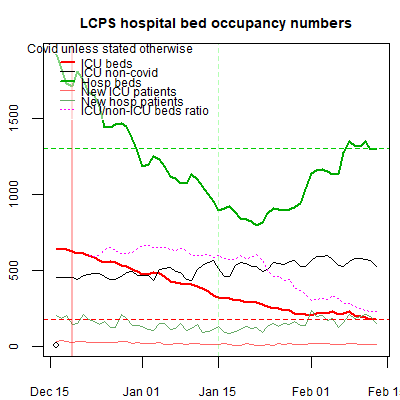 LCPS hospital bed occupancy numbers
Covid unless stated otherwise
ICU beds
ICU non-covid
Hosp beds
New ICU patients
New hosp patients
ICU/non-ICU beds ratio
1500
1000
500
0
Dec 15
Jan 01
Jan 15
Feb 01
Feb 15